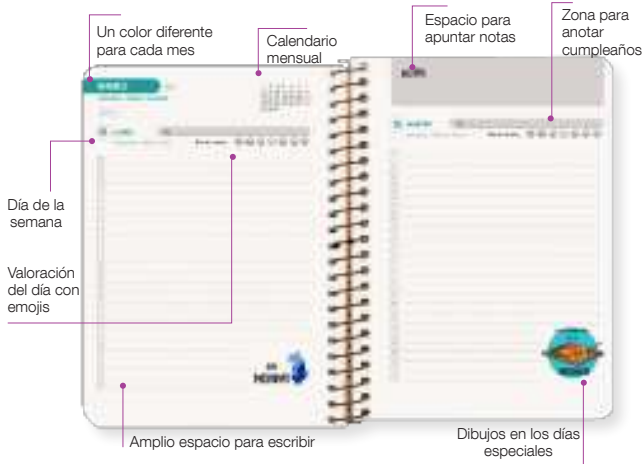 Un color diferente
para cada mes
Calendario
mensual
Espacio para
apuntar notas
Zona para
anotar
cumpleaños
Día de la
semana
Valoración
del día con
emojis
Amplio espacio para escribir
Dibujos en los días
especiales